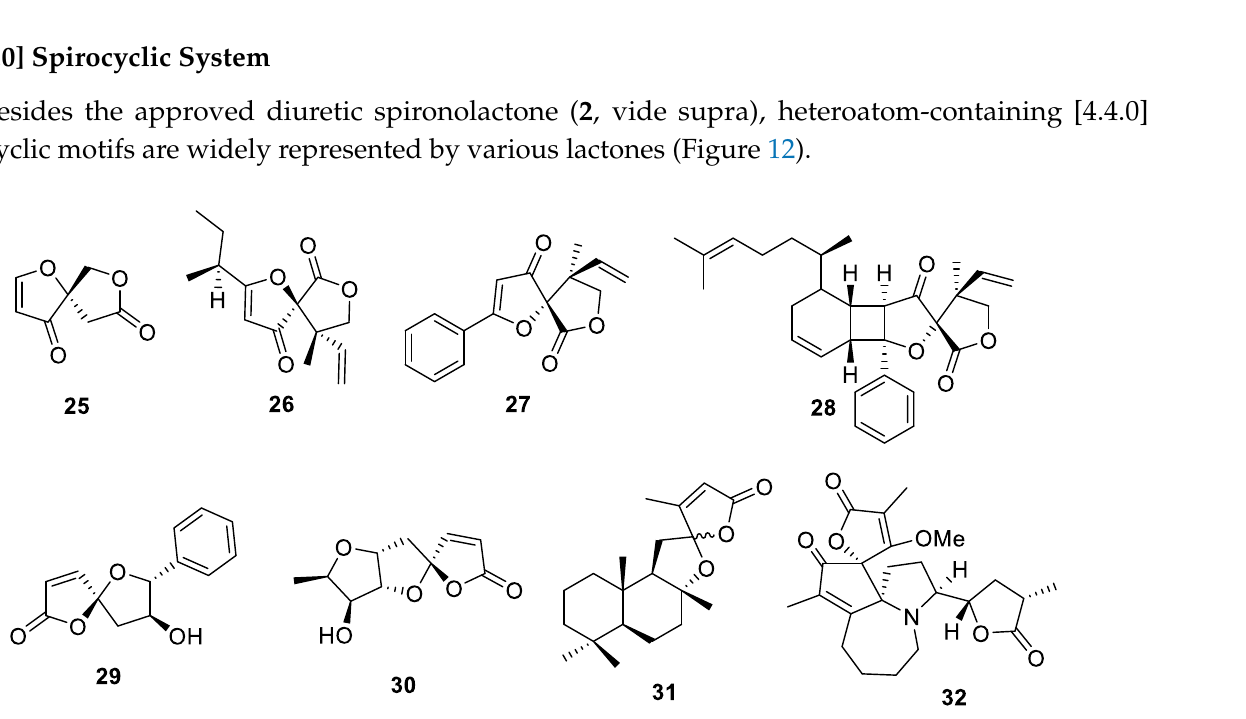 0] Spirocyclic System
esides the approved diuretic spironolactone (2, vide supra), heteroatom-containing [4.4.0]
yclic motifs are widely represented by various lactones (Figure 12).
O O O O
25
O O O O H
26
O O O O
27
H H O O O O H
28
O O O OH
29
O O O O HO
30
O O O
31
O O O OMe H N H O O
32